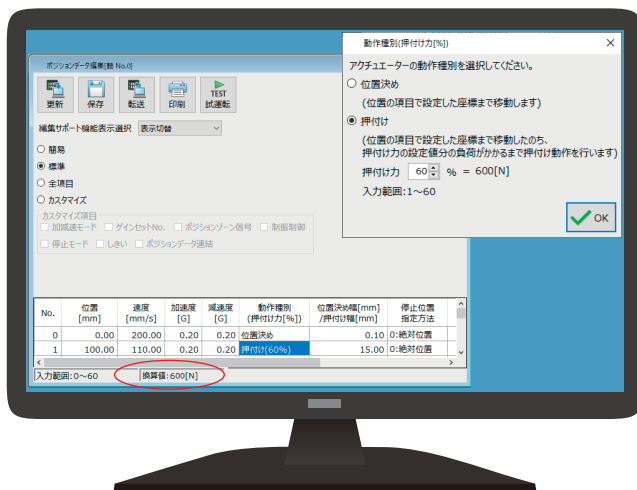 ポジションデータ編集[軸 No.0]
更新
保存
転送
印刷
TEST
試運転
編集サポート機能表示選択 表示切替
簡易
標準
全項目
カスタマイズ
カスタマイズ項目
加減速モード ゲインセットNo. ポジションゾーン信号 制振制御
停止モード しきい ポジションデータ連結
No. 位置 速度 加速度 減速度 動作種別 位置決め幅[mm] 停止位置
[mm] [mm/s] [G] [G] (押付け力[%]) /押付け幅[mm] 指定方法
0 0.00 200.00 0.20 0.20 位置決め 0.10 0:絶対位置
1 100.00 110.00 0.20 0.20 押付け(60%) 15.00 0:絶対位置
入力範囲:0~60 換算値:600[N]
動作種別(押付け力[%])
アクチュエーターの動作種別を選択してください。
位置決め
(位置の項目で設定した座標まで移動します)
押付け
(位置の項目で設定した座標まで移動したのち、
押付け力の設定値分の負荷がかかるまで押付け動作を行います)
押付け力 60 % = 600[N]
入力範囲:1~60
OK